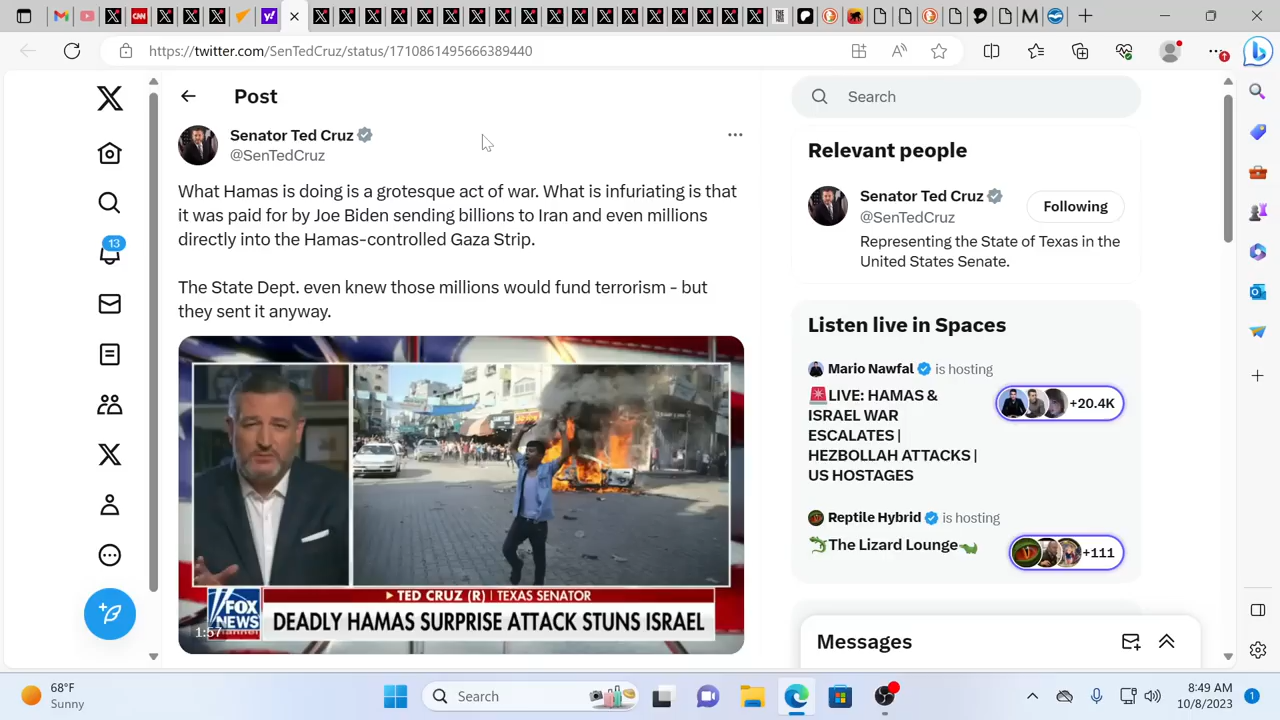 https://twitter.com/SenTedCruz/status/1710861495666389440
Post
Search
Senator Ted Cruz
@SenTedCruz
What Hamas is doing is a grotesque act of war. What is infuriating is that
it was paid for by Joe Biden sending billions to Iran and even millions
directly into the Hamas-controlled Gaza Strip.
The State Dept. even knew those millions would fund terrorism - but
they sent it anyway.
FOX
NEWS
1:57
TED CRUZ (R) | TEXAS SENATOR
DEADLY HAMAS SURPRISE ATTACK STUNS ISRAEL
13
Relevant people
Senator Ted Cruz
@SenTedCruz
Following
Representing the State of Texas in the
United States Senate.
Listen live in Spaces
Mario Nawfal is hosting
🚨LIVE: HAMAS &
ISRAEL WAR
ESCALATES |
HEZBOLLAH ATTACKS |
US HOSTAGES
+20.4K
Reptile Hybrid is hosting
🦎The Lizard Lounge🐊
+111
Messages
68°F
Sunny
Search
8:49 AM
10/8/2023
1